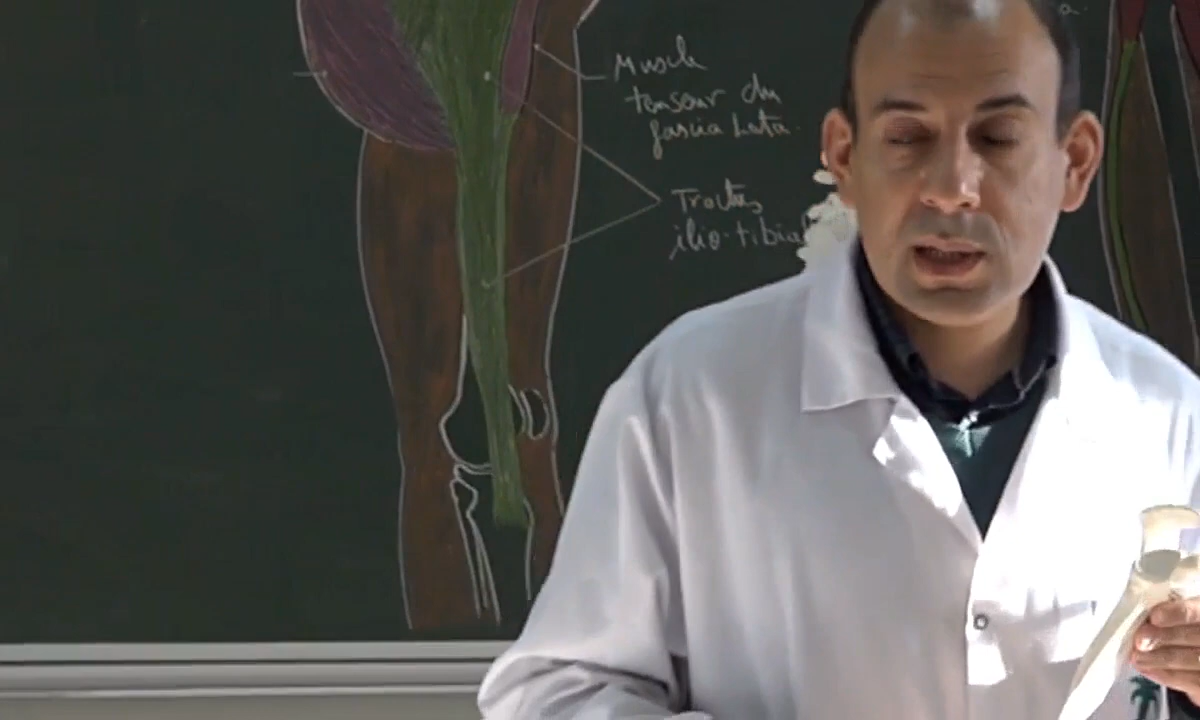 Muscle
tenseur du
fascia Lata.
Tractus
ilio-tibial